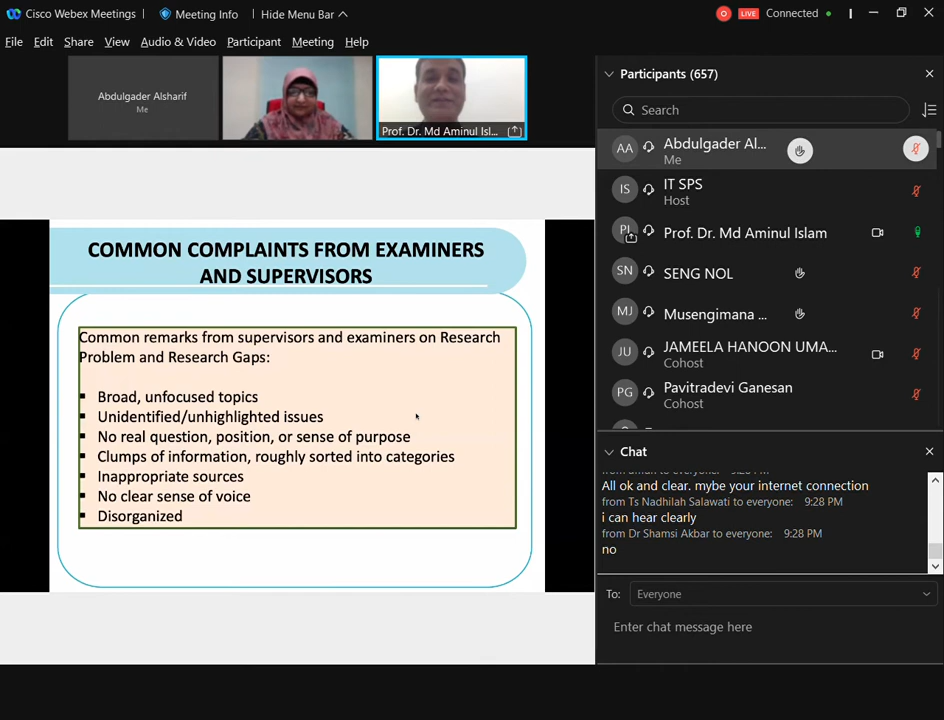 Cisco Webex Meetings
Meeting Info
Hide Menu Bar
LIVE
Connected
File Edit Share View Audio & Video Participant Meeting Help
Abdulgader Alsharif
Me
Prof. Dr. Md Aminul Isl...
COMMON COMPLAINTS FROM EXAMINERS
AND SUPERVISORS
Common remarks from supervisors and examiners on Research
Problem and Research Gaps:
▪ Broad, unfocused topics
▪ Unidentified/unhighlighted issues
▪ No real question, position, or sense of purpose
▪ Clumps of information, roughly sorted into categories
▪ Inappropriate sources
▪ No clear sense of voice
▪ Disorganized
Participants (657)
Search
AA
Abdulgader Al...
Me
IS
IT SPS
Host
PI
Prof. Dr. Md Aminul Islam
SN
SENG NOL
MJ
Musengimana ...
JU
JAMEELA HANOON UMA...
Cohost
PG
Pavitradevi Ganesan
Cohost
Chat
All ok and clear. mybe your internet connection
from Ts Nadhilah Salawati to everyone: 9:28 PM
i can hear clearly
from Dr Shamsi Akbar to everyone: 9:28 PM
no
To:
Everyone
Enter chat message here